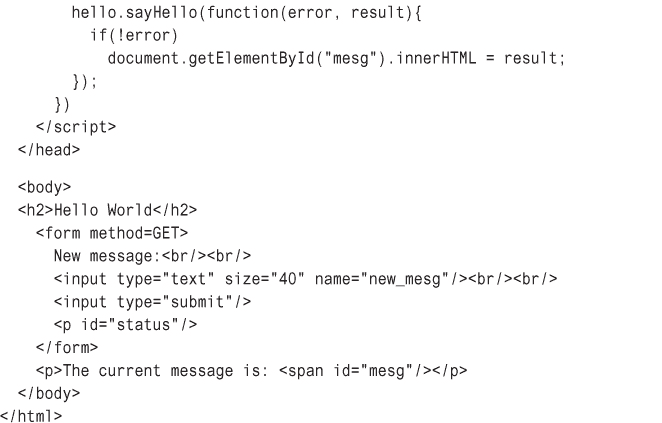 hello.sayHello(function(error, result){
if(!error)
document.getElementById("mesg").innerHTML = result;
});
})
</script>
</head>
<body>
<h2>Hello World</h2>
<form method=GET>
New message:<br/><br/>
<input type="text" size="40" name="new_mesg"/><br/><br/>
<input type="submit"/>
<p id="status"/>
</form>
<p>The current message is: <span id="mesg"/></p>
</body>
</html>